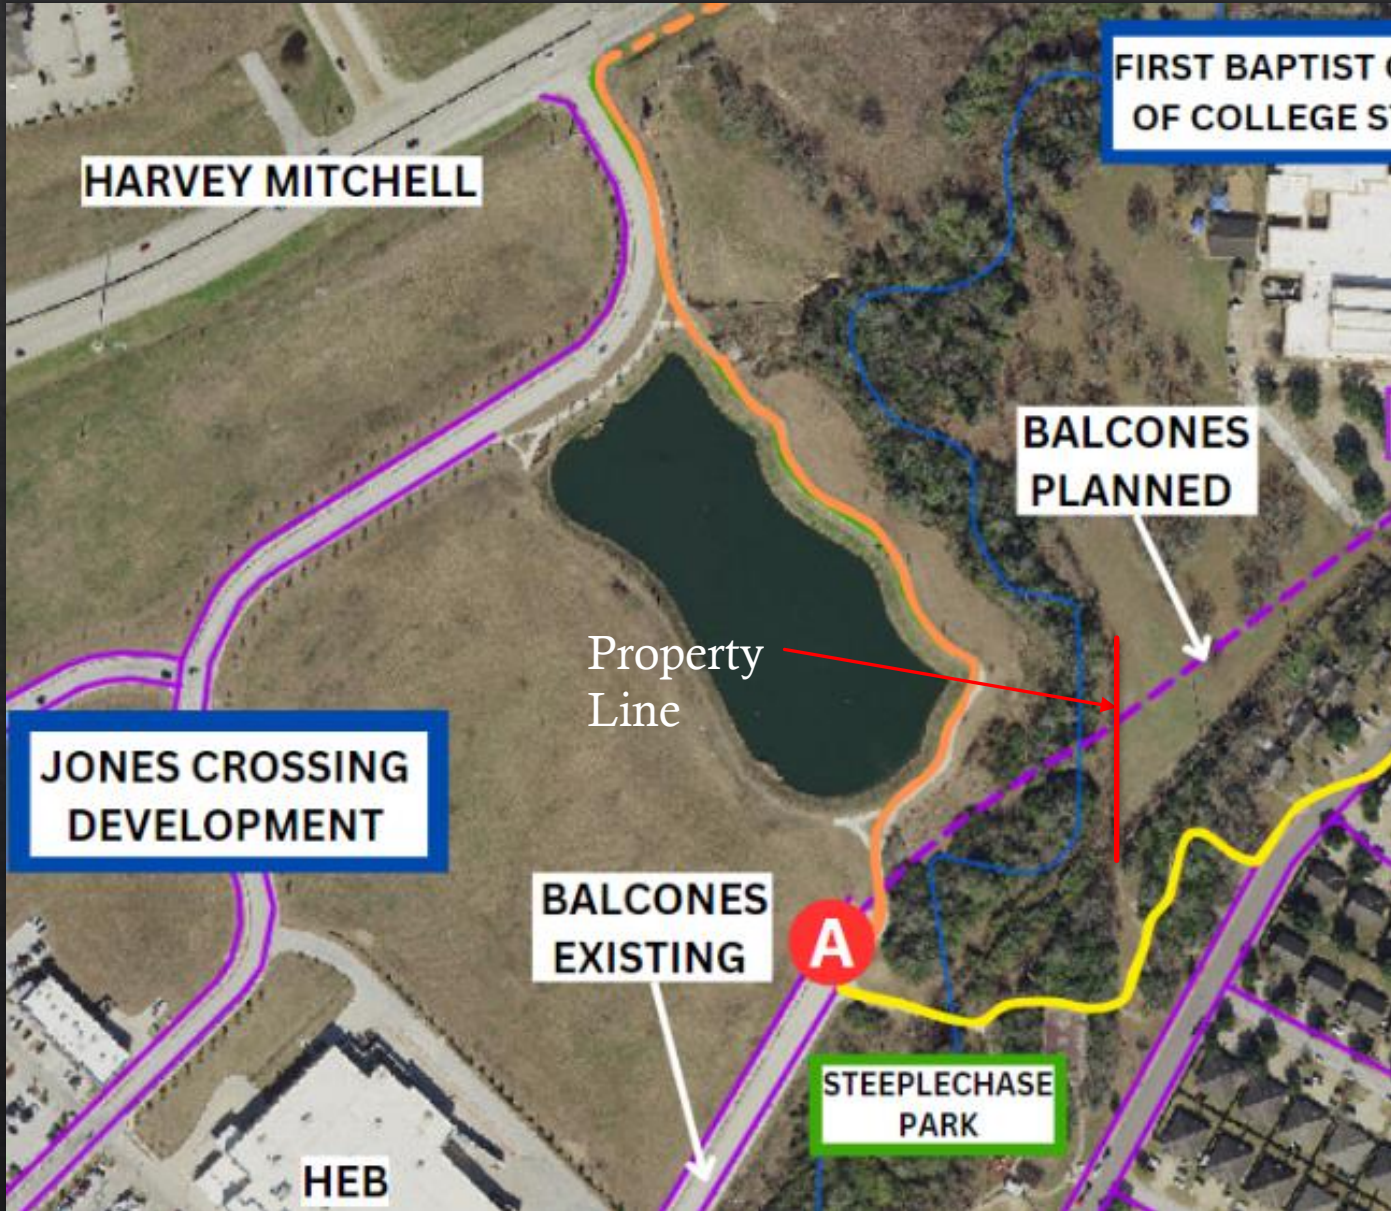 FIRST BAPTIST
OF COLLEGE
HARVEY MITCHELL
BALCONES
PLANNED
Property
Line
JONES CROSSING
DEVELOPMENT
BALCONES
EXISTING
A
STEEPLECHASE
PARK
HEB